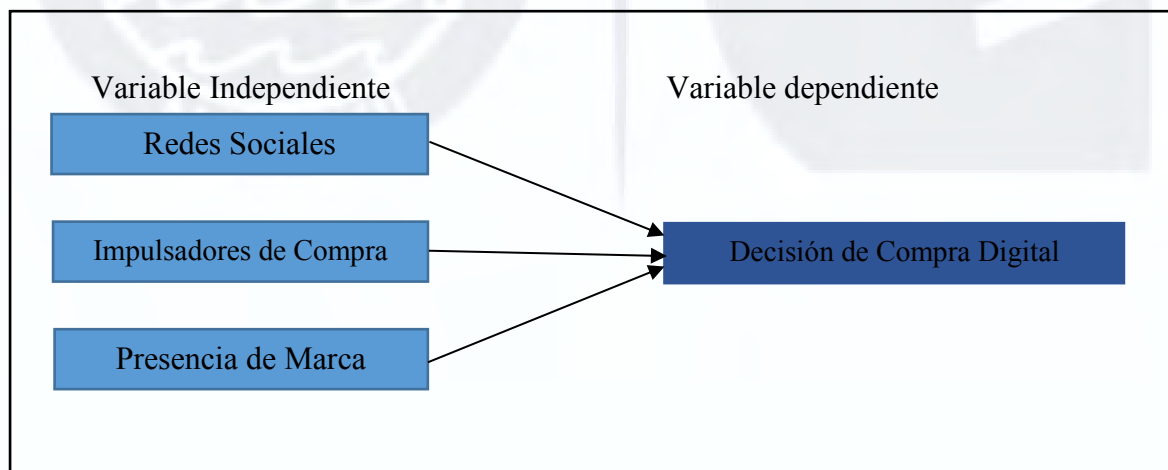 Variable Independiente
Variable dependiente
Redes Sociales
Impulsadores de Compra
Decisión de Compra Digital
Presencia de Marca